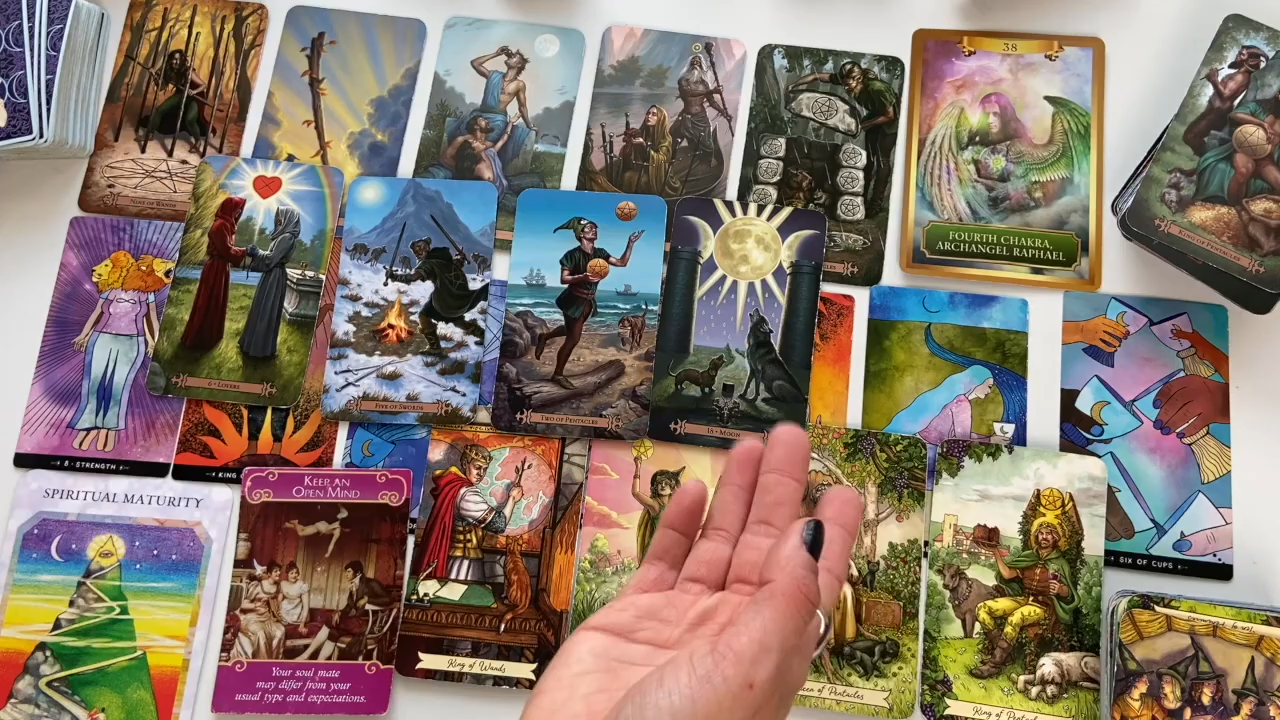 NINE OF WANDS
38
FOURTH CHAKRA,
ARCHANGEL RAPHAEL
KING OF PENTACLES
6 • LOVERS
FIVE OF SWORDS
TWO OF PENTACLES
18 • MOON
8 • STRENGTH
KING
SIX OF CUPS
SPIRITUAL MATURITY
KEEP AN
OPEN MIND
Your soul mate
may differ from your
usual type and expectations.
King of Wands
Queen of Pentacles
King of